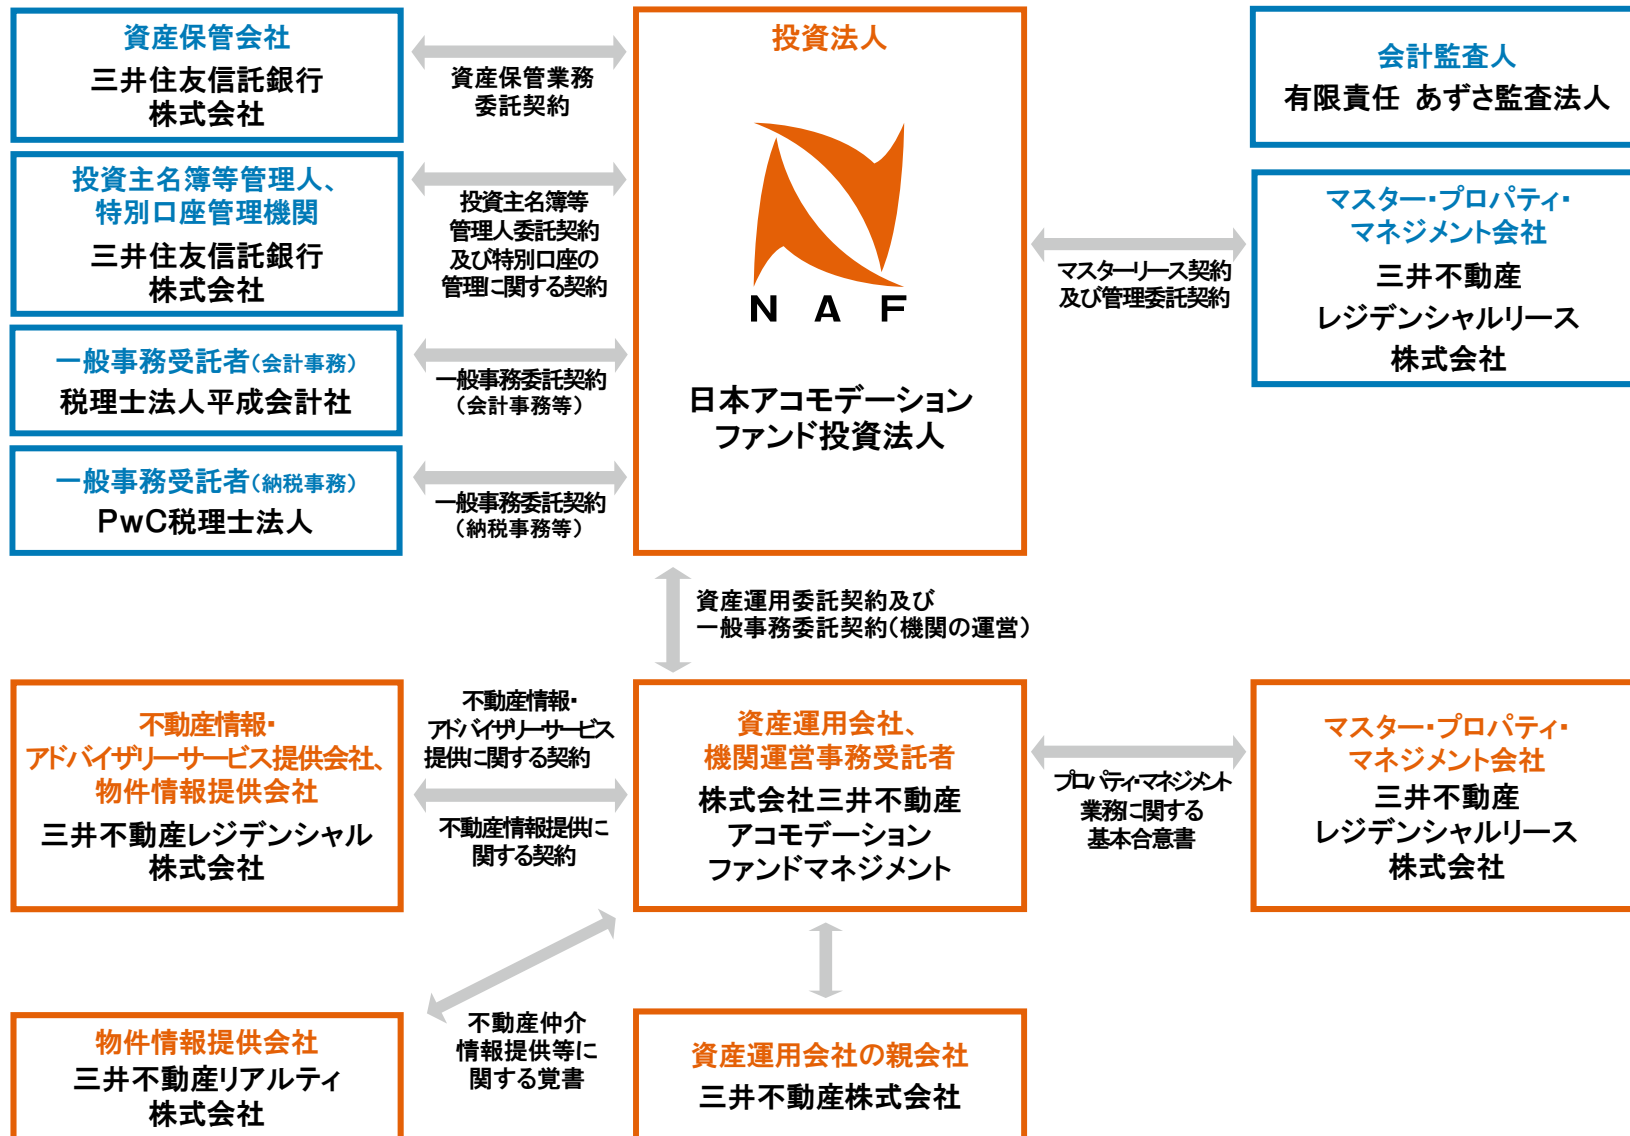 資産保管会社
三井住友信託銀行
株式会社
資産保管業務
委託契約
投資主名簿等管理人、
特別口座管理機関
三井住友信託銀行
株式会社
投資主名簿等
管理人委託契約
及び特別口座の
管理に関する契約
一般事務受託者(会計事務)
税理士法人平成会計社
一般事務委託契約
(会計事務等)
一般事務受託者(納税事務)
PwC税理士法人
一般事務委託契約
(納税事務等)
投資法人
N A F
日本アコモデーション
ファンド投資法人
会計監査人
有限責任 あずさ監査法人
マスターリース契約
及び管理委託契約
マスター・プロパティ・
マネジメント会社
三井不動産
レジデンシャルリース
株式会社
資産運用委託契約及び
一般事務委託契約(機関の運営)
不動産情報・
アドバイザリーサービス提供会社、
物件情報提供会社
三井不動産レジデンシャル
株式会社
不動産情報・
アドバイザリーサービス
提供に関する契約
不動産情報提供に
関する契約
資産運用会社、
機関運営事務受託者
株式会社三井不動産
アコモデーション
ファンドマネジメント
プロパティ・マネジメント
業務に関する
基本合意書
マスター・プロパティ・
マネジメント会社
三井不動産
レジデンシャルリース
株式会社
物件情報提供会社
三井不動産リアルティ
株式会社
不動産仲介
情報提供等に
関する覚書
資産運用会社の親会社
三井不動産株式会社